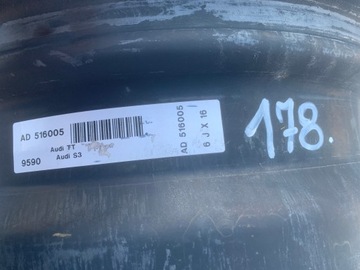 AD 516005
Audi TT
9590 Audi S3
AD 516005
6 J X 16
178.